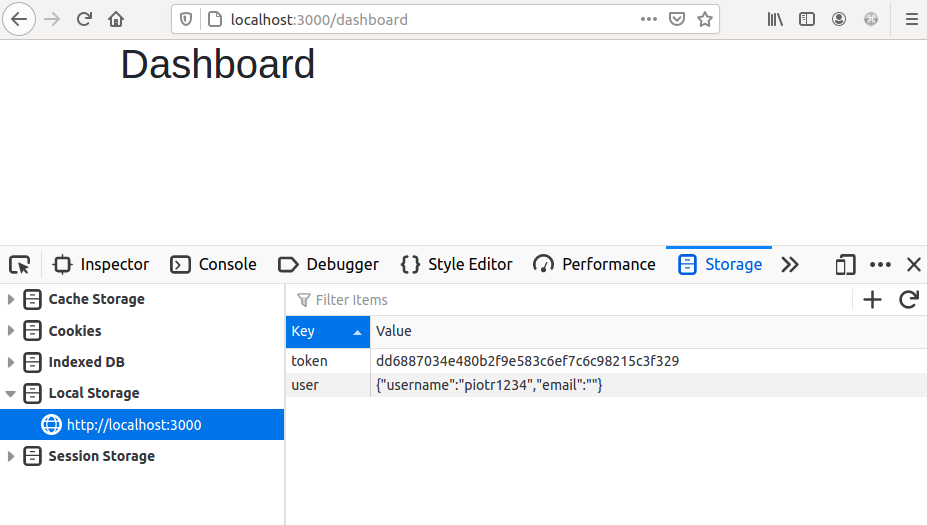 localhost:3000/dashboard
Dashboard
Inspector Console Debugger Style Editor Performance Storage
Cache Storage
Cookies
Indexed DB
Local Storage
http://localhost:3000
Session Storage
Filter Items
Key Value
token dd6887034e480b2f9e583c6ef7c6c98215c3f329
user {"username":"piotr1234","email":""}